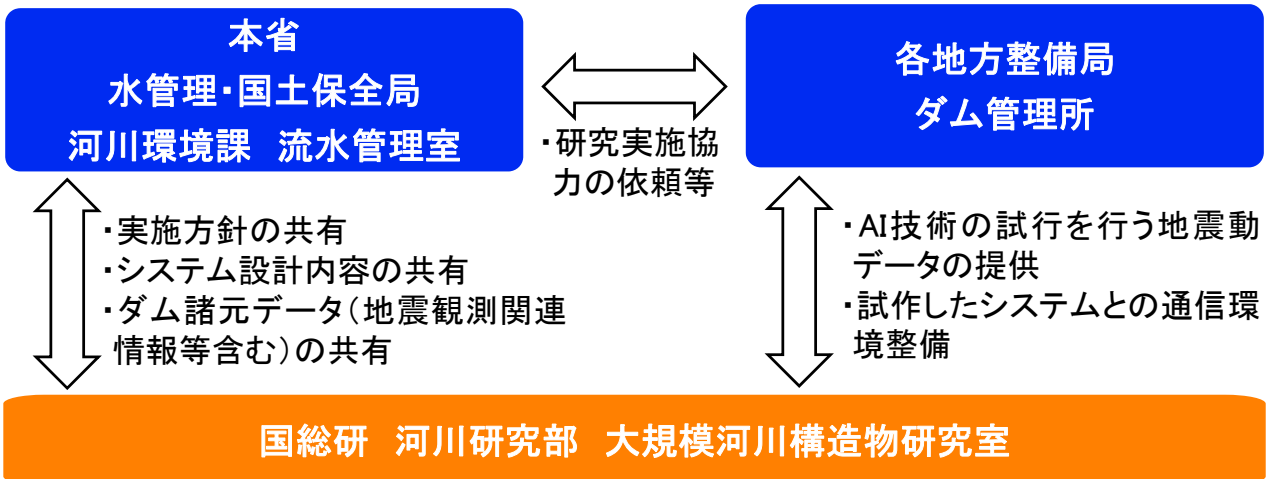 本省
水管理・国土保全局
河川環境課　流水管理室
各地方整備局
ダム管理所
・研究実施協
力の依頼等
・実施方針の共有
・システム設計内容の共有
・ダム諸元データ（地震観測関連
情報等含む）の共有
・AI技術の試行を行う地震動
データの提供
・試作したシステムとの通信環
境整備
国総研　河川研究部　大規模河川構造物研究室